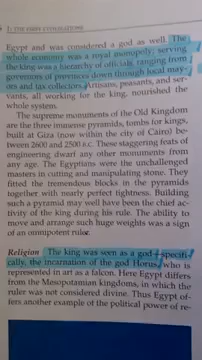 1: THE FIRST CIVILIZATIONS
Egypt and was considered a god as well. The
whole economy was a royal monopoly; serving
the king was a hierarchy of officials, ranging from
governors of provinces down through local may-
ors and tax collectors. Artisans, peasants, and ser-
vants, all working for the king, nourished the
whole system.
The supreme monuments of the Old Kingdom
are the three immense pyramids, tombs for kings,
built at Giza (now within the city of Cairo) be-
tween 2600 and 2500 B.C. These staggering feats of
engineering dwarf any other monuments from
any age. The Egyptians were the unchallenged
masters in cutting and manipulating stone. They
fitted the tremendous blocks in the pyramids
together with nearly perfect tightness. Building
such a pyramid may well have been the chief ac-
tivity of the king during his rule. The ability to
move and arrange such huge weights was a sign
of an omnipotent ruler.
Religion The king was seen as a god—specifi-
cally, the incarnation of the god Horus, who is
represented in art as a falcon. Here Egypt differs
from the Mesopotamian kingdoms, in which the
ruler was not considered divine. Thus Egypt of-
fers another example of the political power of re-